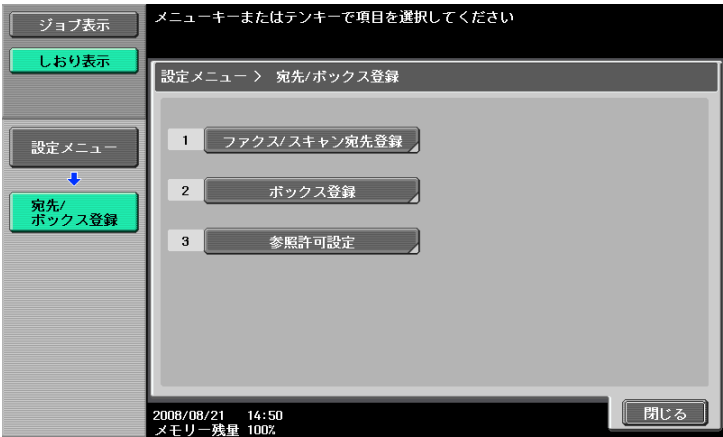 ジョブ表示
メニューキーまたはテンキーで項目を選択してください
しおり表示
設定メニュー > 宛先/ボックス登録
設定メニュー
宛先/
ボックス登録
1 ファクス/スキャン宛先登録
2 ボックス登録
3 参照許可設定
2008/08/21 14:50
メモリー残量 100%
閉じる